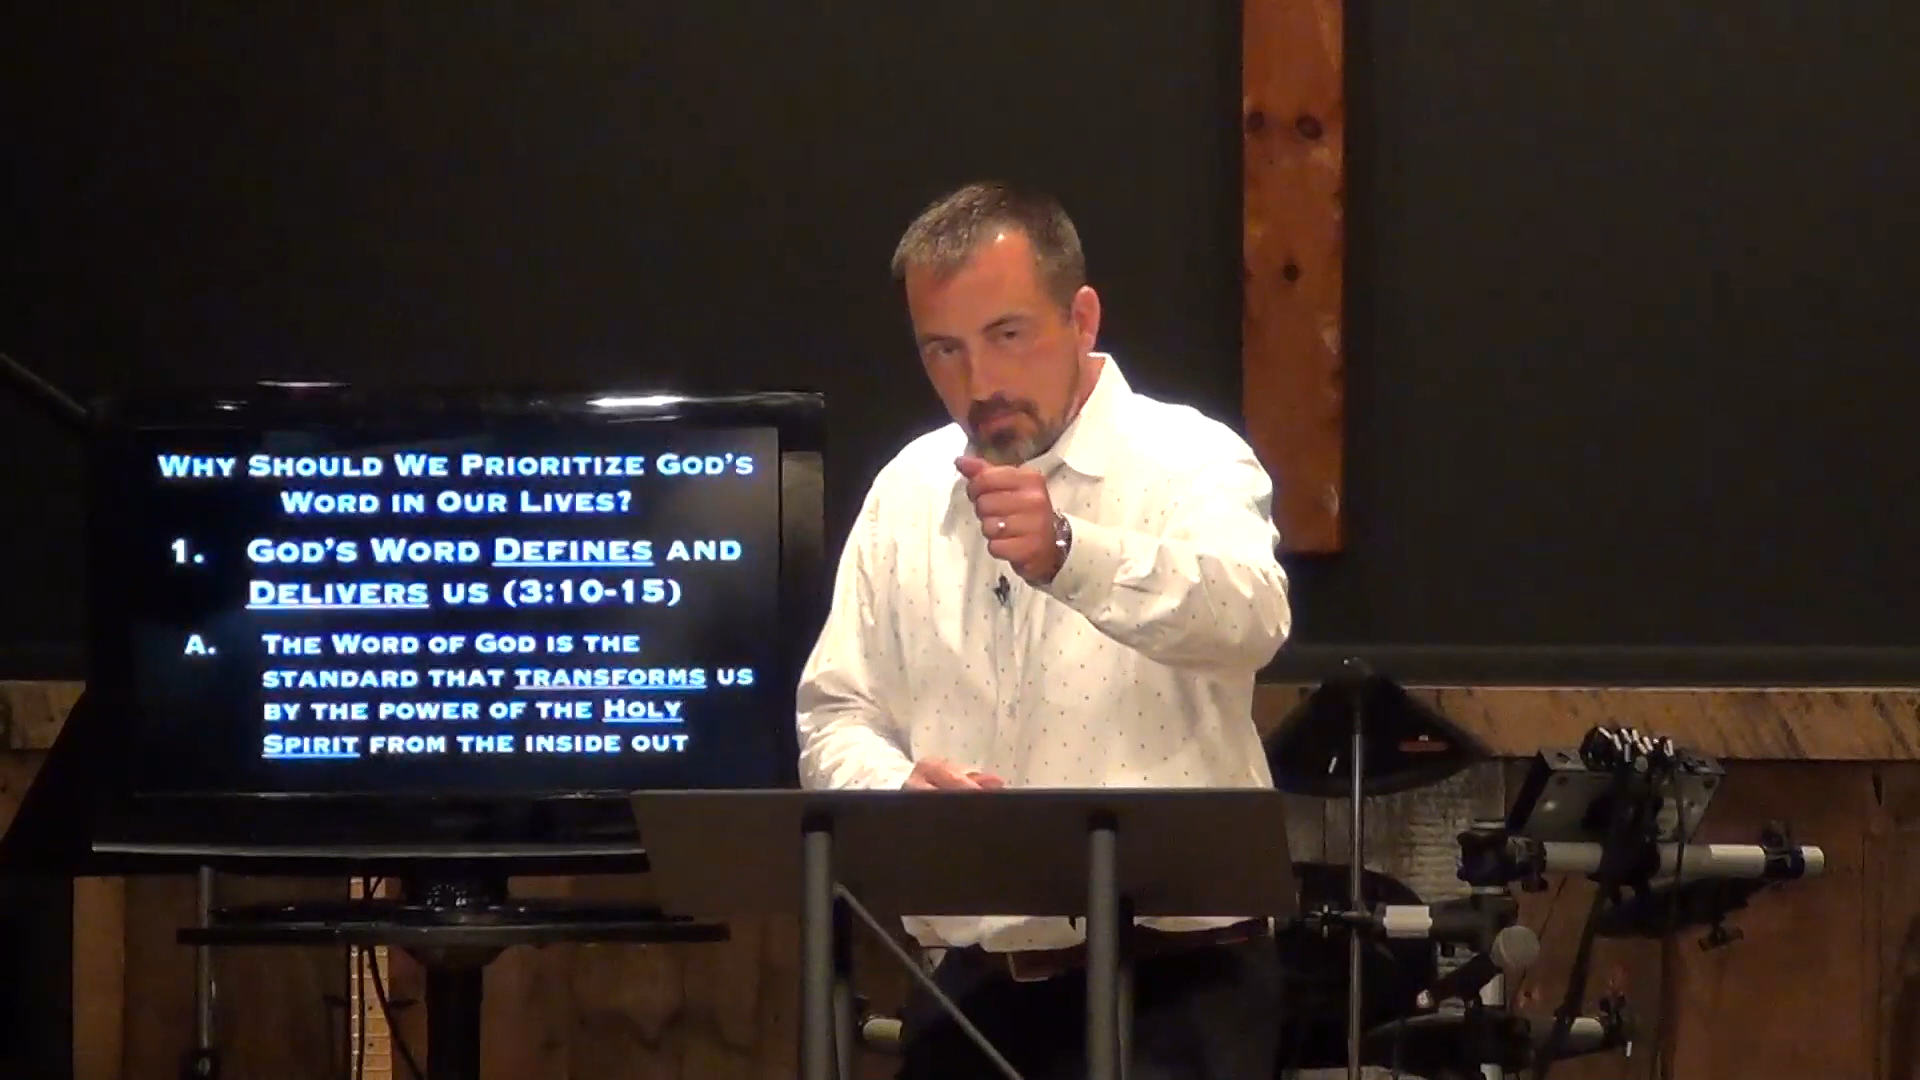 Why Should We Prioritize God's
Word in Our Lives?
1. God's Word Defines and
Delivers us (3:10-15)
A. The Word of God is the
standard that transforms us
by the power of the Holy
Spirit from the inside out